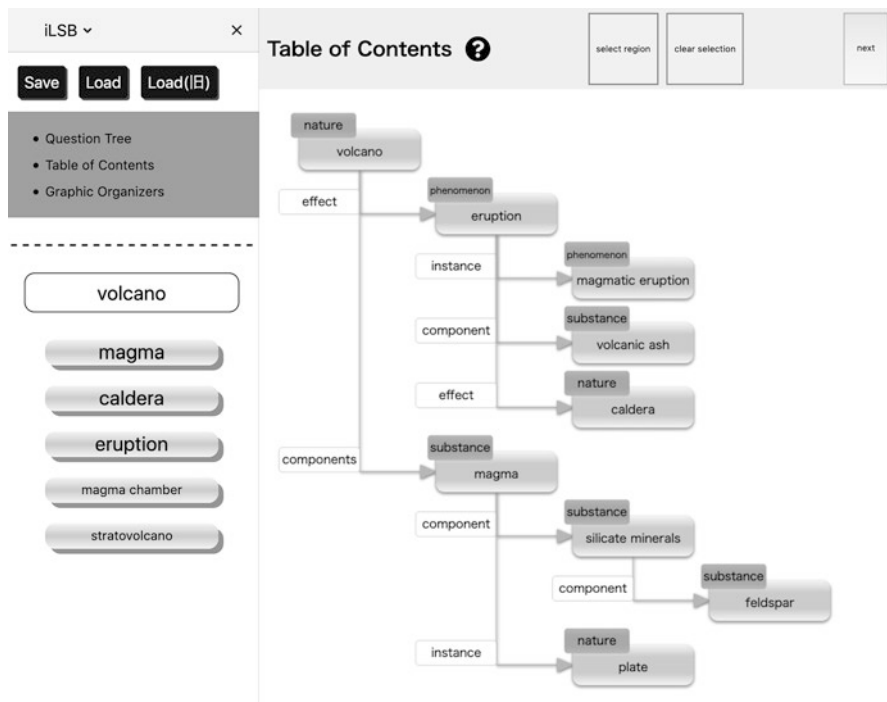 iLSB
×
Save Load Load(旧)
• Question Tree
• Table of Contents
• Graphic Organizers
volcano
magma
caldera
eruption
magma chamber
stratovolcano
Table of Contents ?
select region
clear selection
next
nature
volcano
effect
phenomenon
eruption
instance
phenomenon
magmatic eruption
component
substance
volcanic ash
effect
nature
caldera
components
substance
magma
component
substance
silicate minerals
component
substance
feldspar
instance
nature
plate